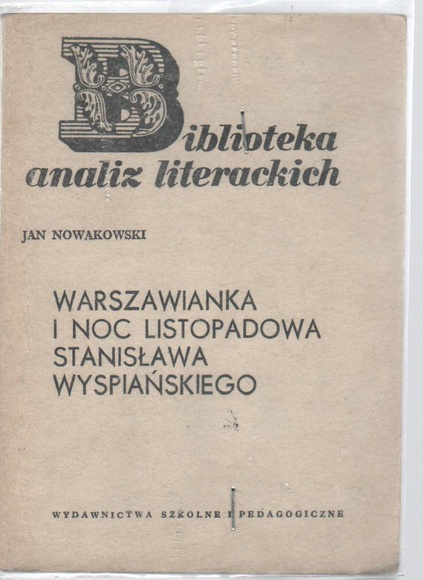 Biblioteka
analiz literackich
JAN NOWAKOWSKI
WARSZAWIANKA
I NOC LISTOPADOWA
STANISŁAWA
WYSPIAŃSKIEGO
WYDAWNICTWA SZKOLNE I PEDAGOGICZNE